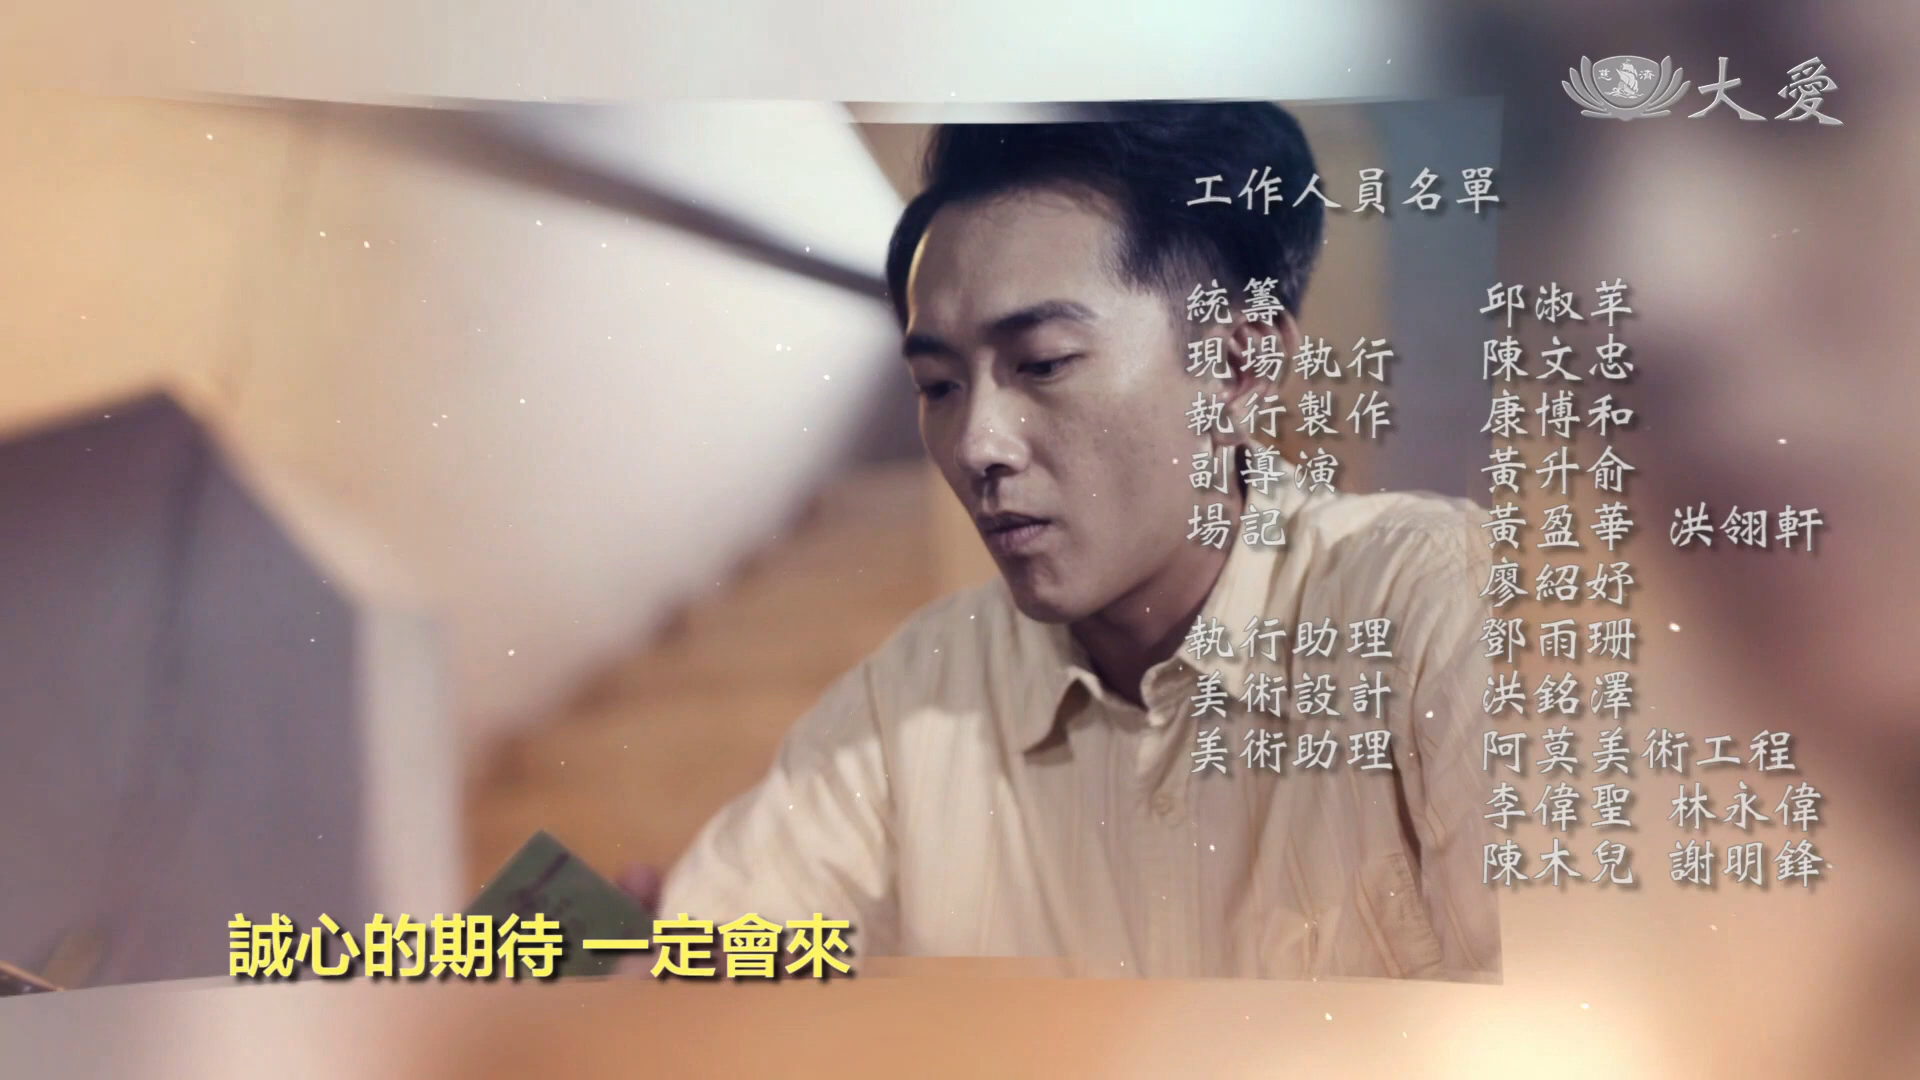 慈濟 大愛
工作人員名單
統籌 邱淑苹
現場執行 陳文忠
執行製作 康博和
副導演 黃升俞
場記 黃盈華 洪翎軒
廖紹妤
執行助理 鄧雨珊
美術設計 洪銘澤
美術助理 阿莫美術工程
李偉聖 林永偉
陳木兒 謝明鋒
誠心的期待 一定會來